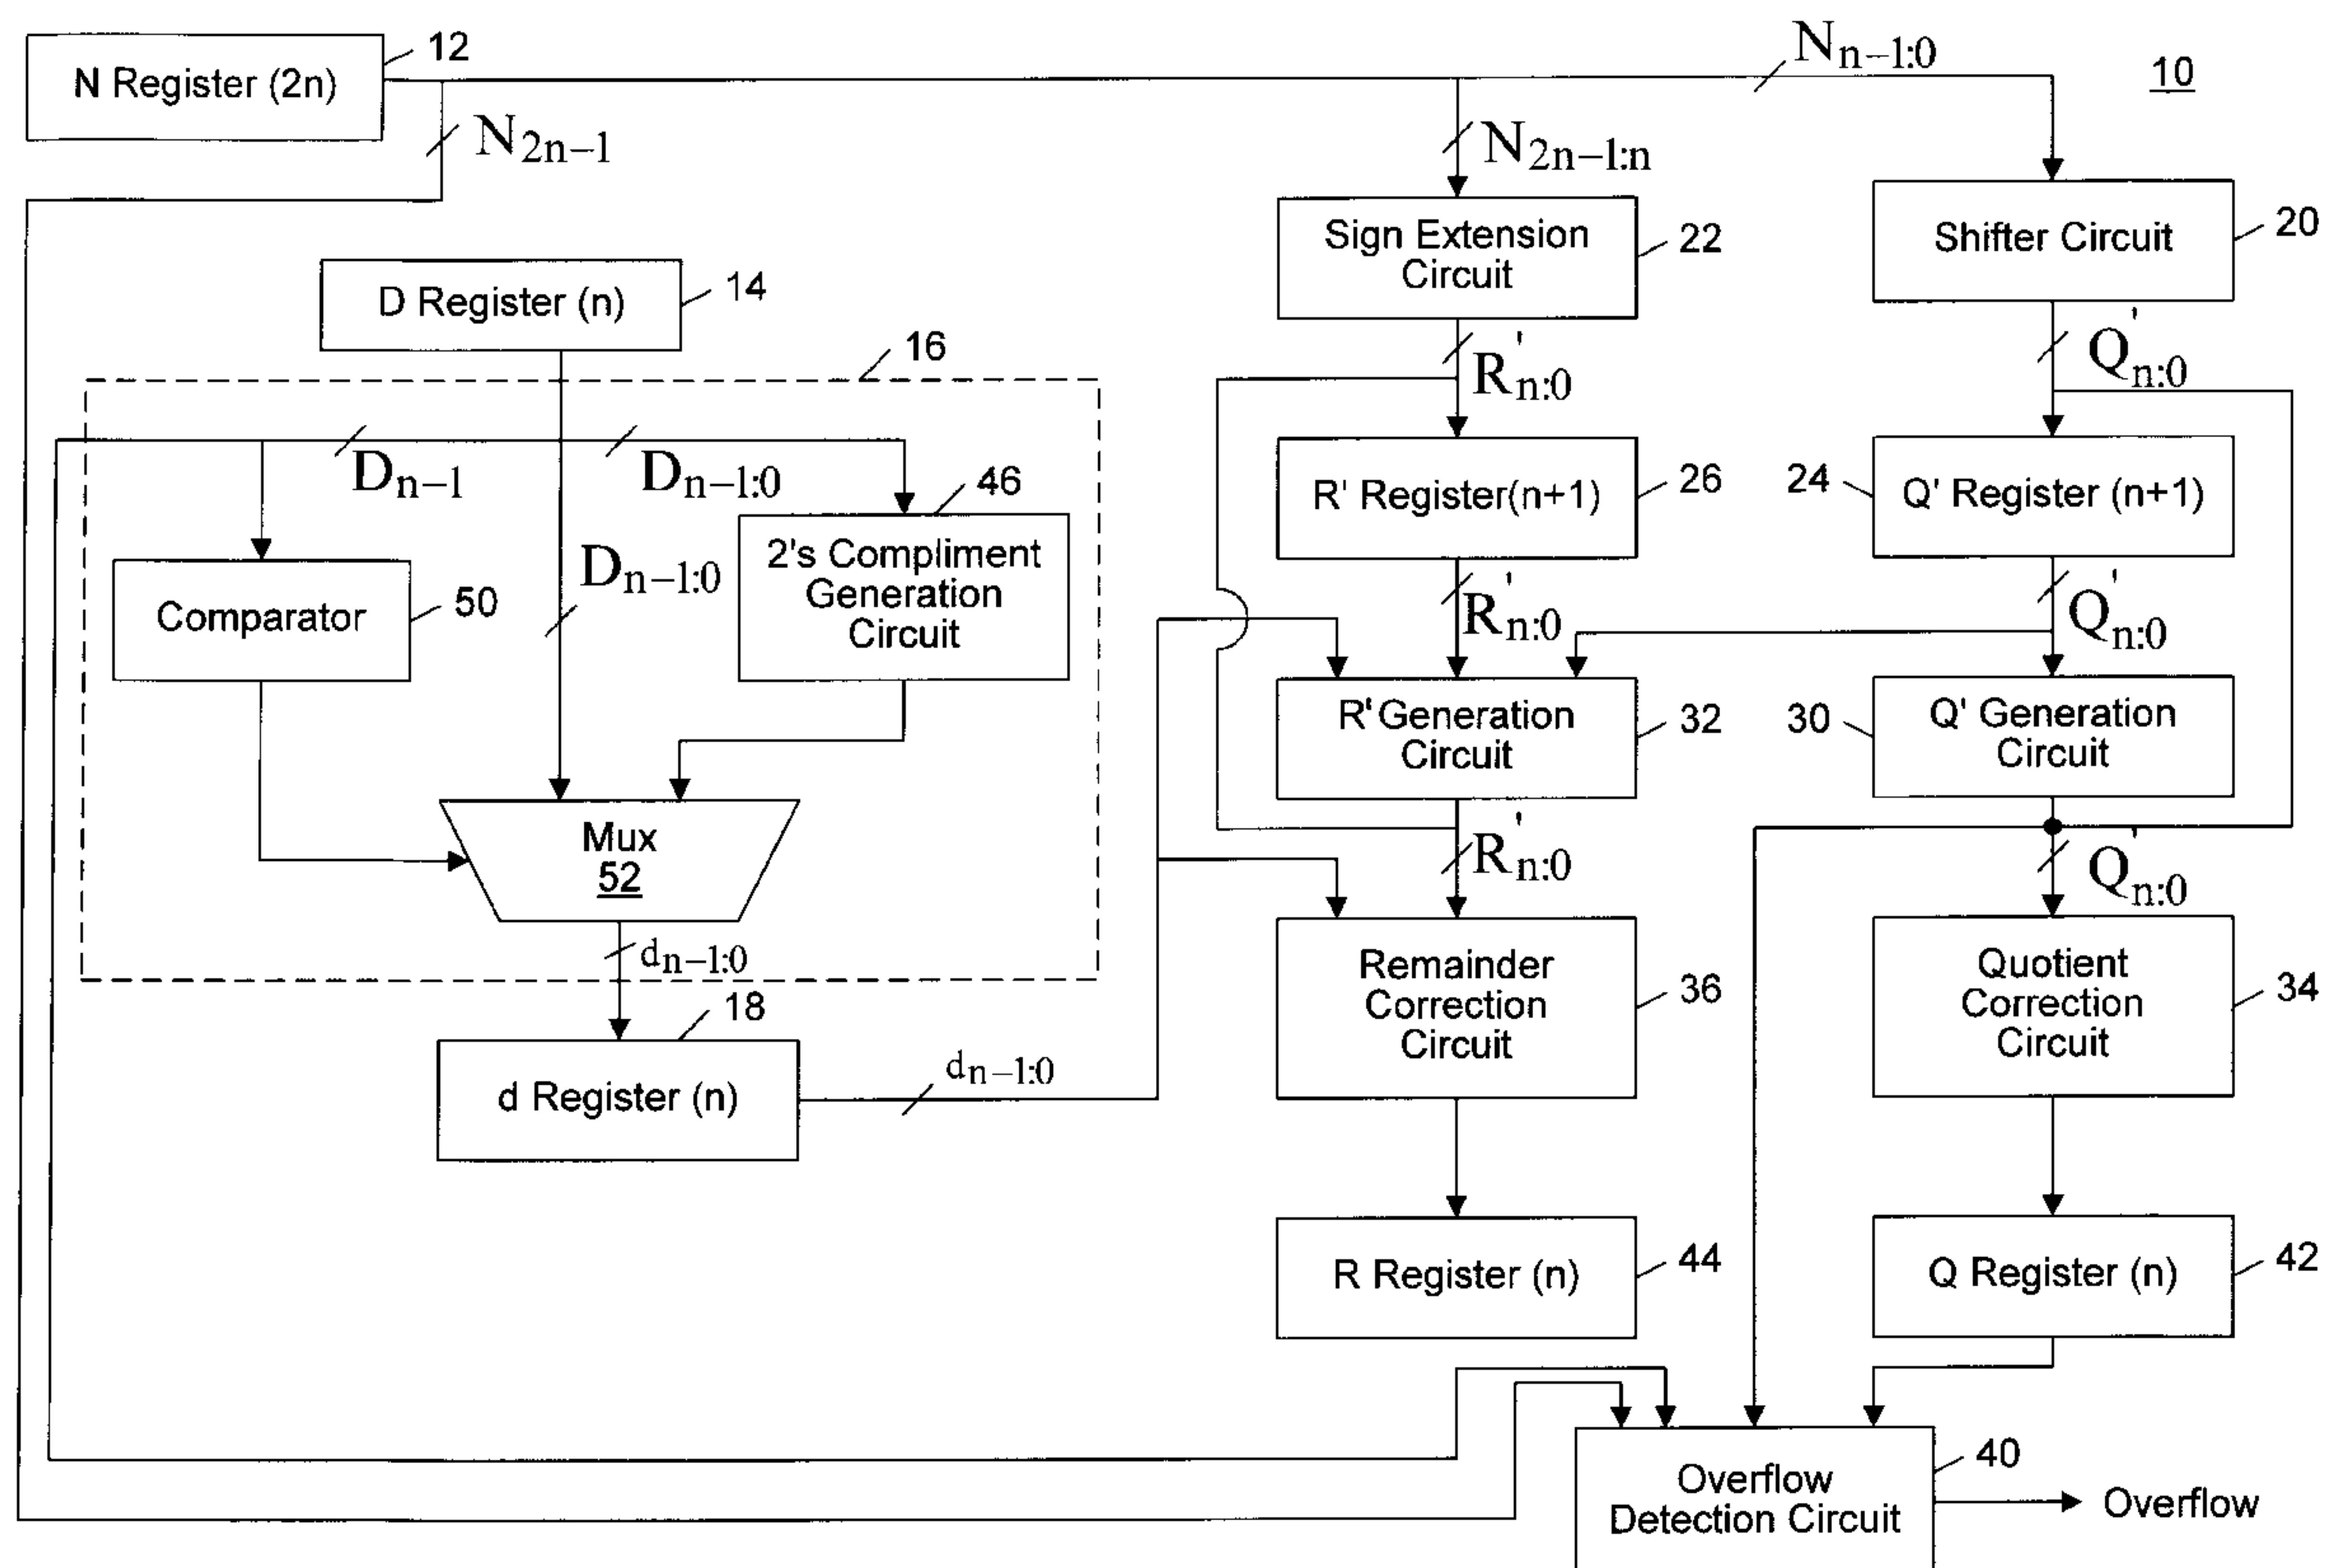 N Register (2n)
12
N2n-1
Nn-1:0
10
N2n-1:n
Sign Extension
Circuit
22
Shifter Circuit
20
D Register (n)
14
16
R'n:0
Q'n:0
Dn-1
Dn-1:0
46
R' Register(n+1)
26
24
Q' Register (n+1)
Comparator
50
Dn-1:0
2's Compliment
Generation
Circuit
R'n:0
Q'n:0
R' Generation
Circuit
32
30
Q' Generation
Circuit
Mux
52
R'n:0
Q'n:0
dn-1:0
Remainder
Correction
Circuit
36
Quotient
Correction
Circuit
34
18
d Register (n)
dn-1:0
R Register (n)
44
Q Register (n)
42
Overflow
Detection Circuit
40
Overflow